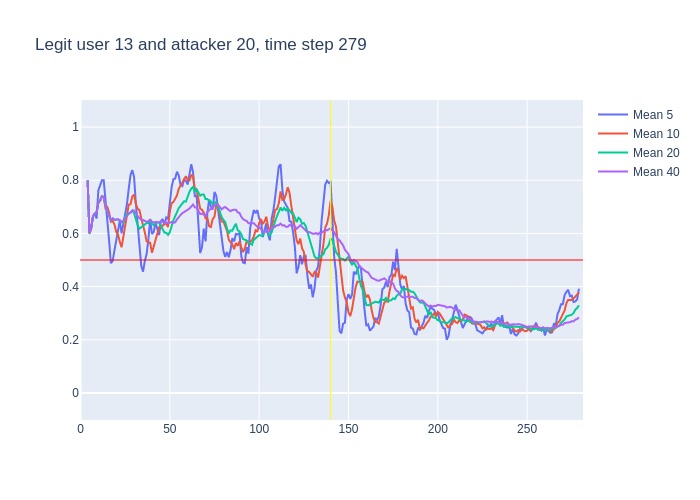 Legit user 13 and attacker 20, time step 279
Mean 5
Mean 10
Mean 20
Mean 40
1
0.8
0.6
0.4
0.2
0
0 50 100 150 200 250